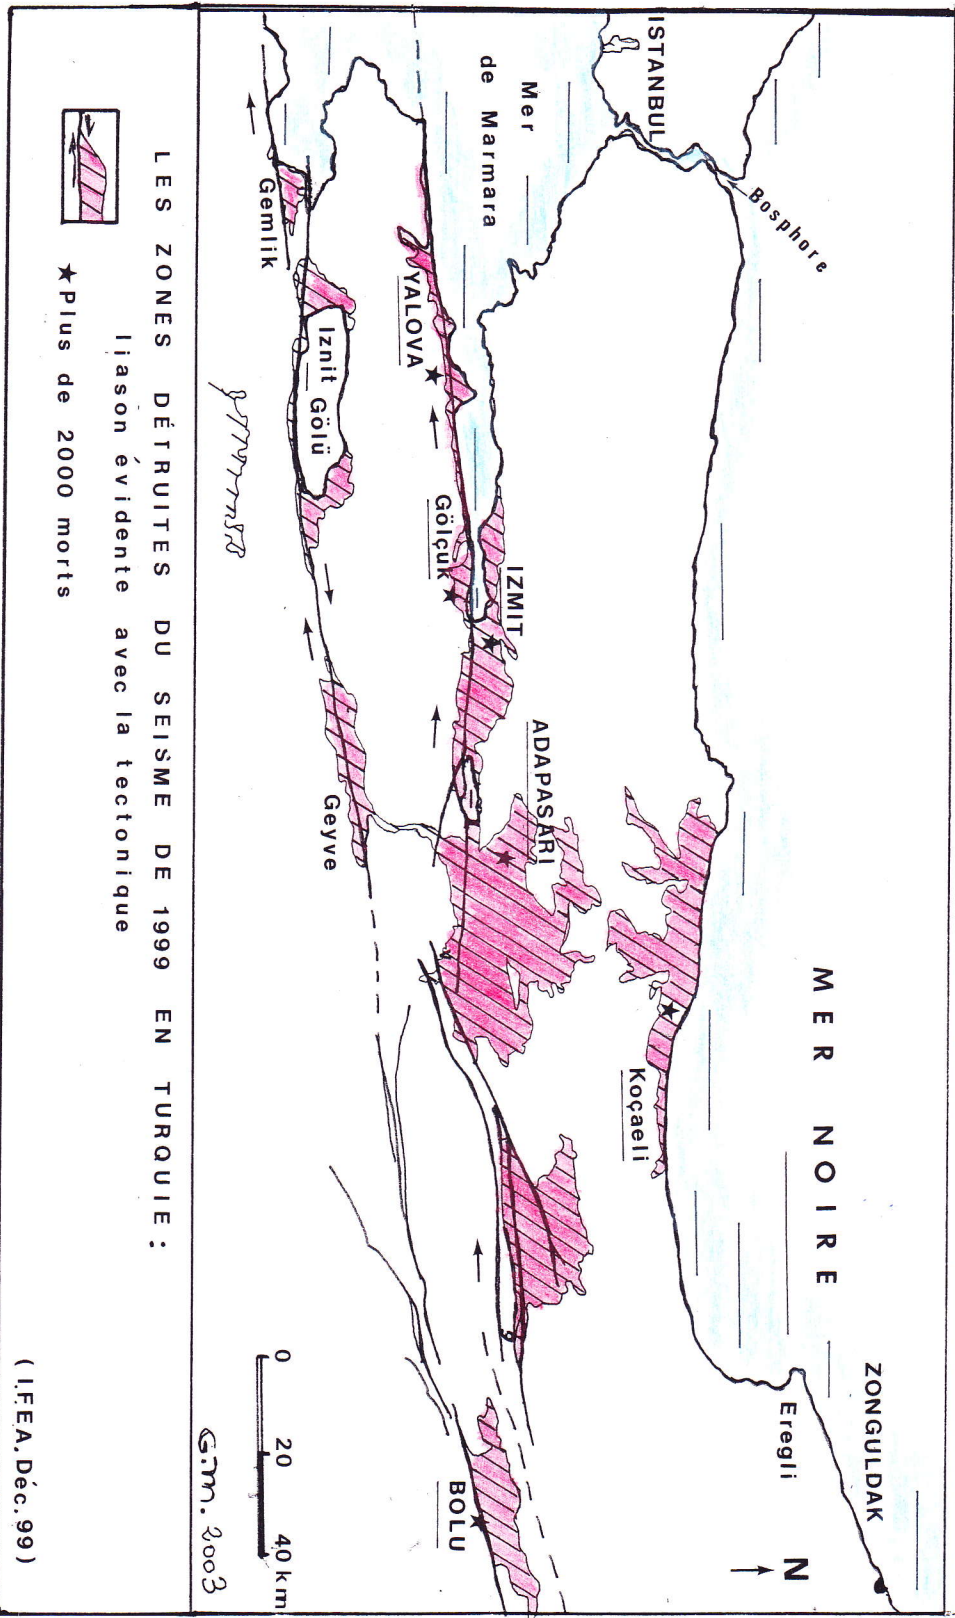 ISTANBUL
Bosphore
Mer
de Marmara
MER NOIRE
ZONGULDAK
Eregli
N
YALOVA
Gölçuk
IZMIT
ADAPASARI
Koçaeli
Gemlik
Iznit Gölü
Geyve
BOLU
0 20 40 km
G.M. 2003
LES ZONES DÉTRUITES DU SEISME DE 1999 EN TURQUIE :
liason évidente avec la tectonique
★ Plus de 2000 morts
( I.F.E.A. Déc. 99 )